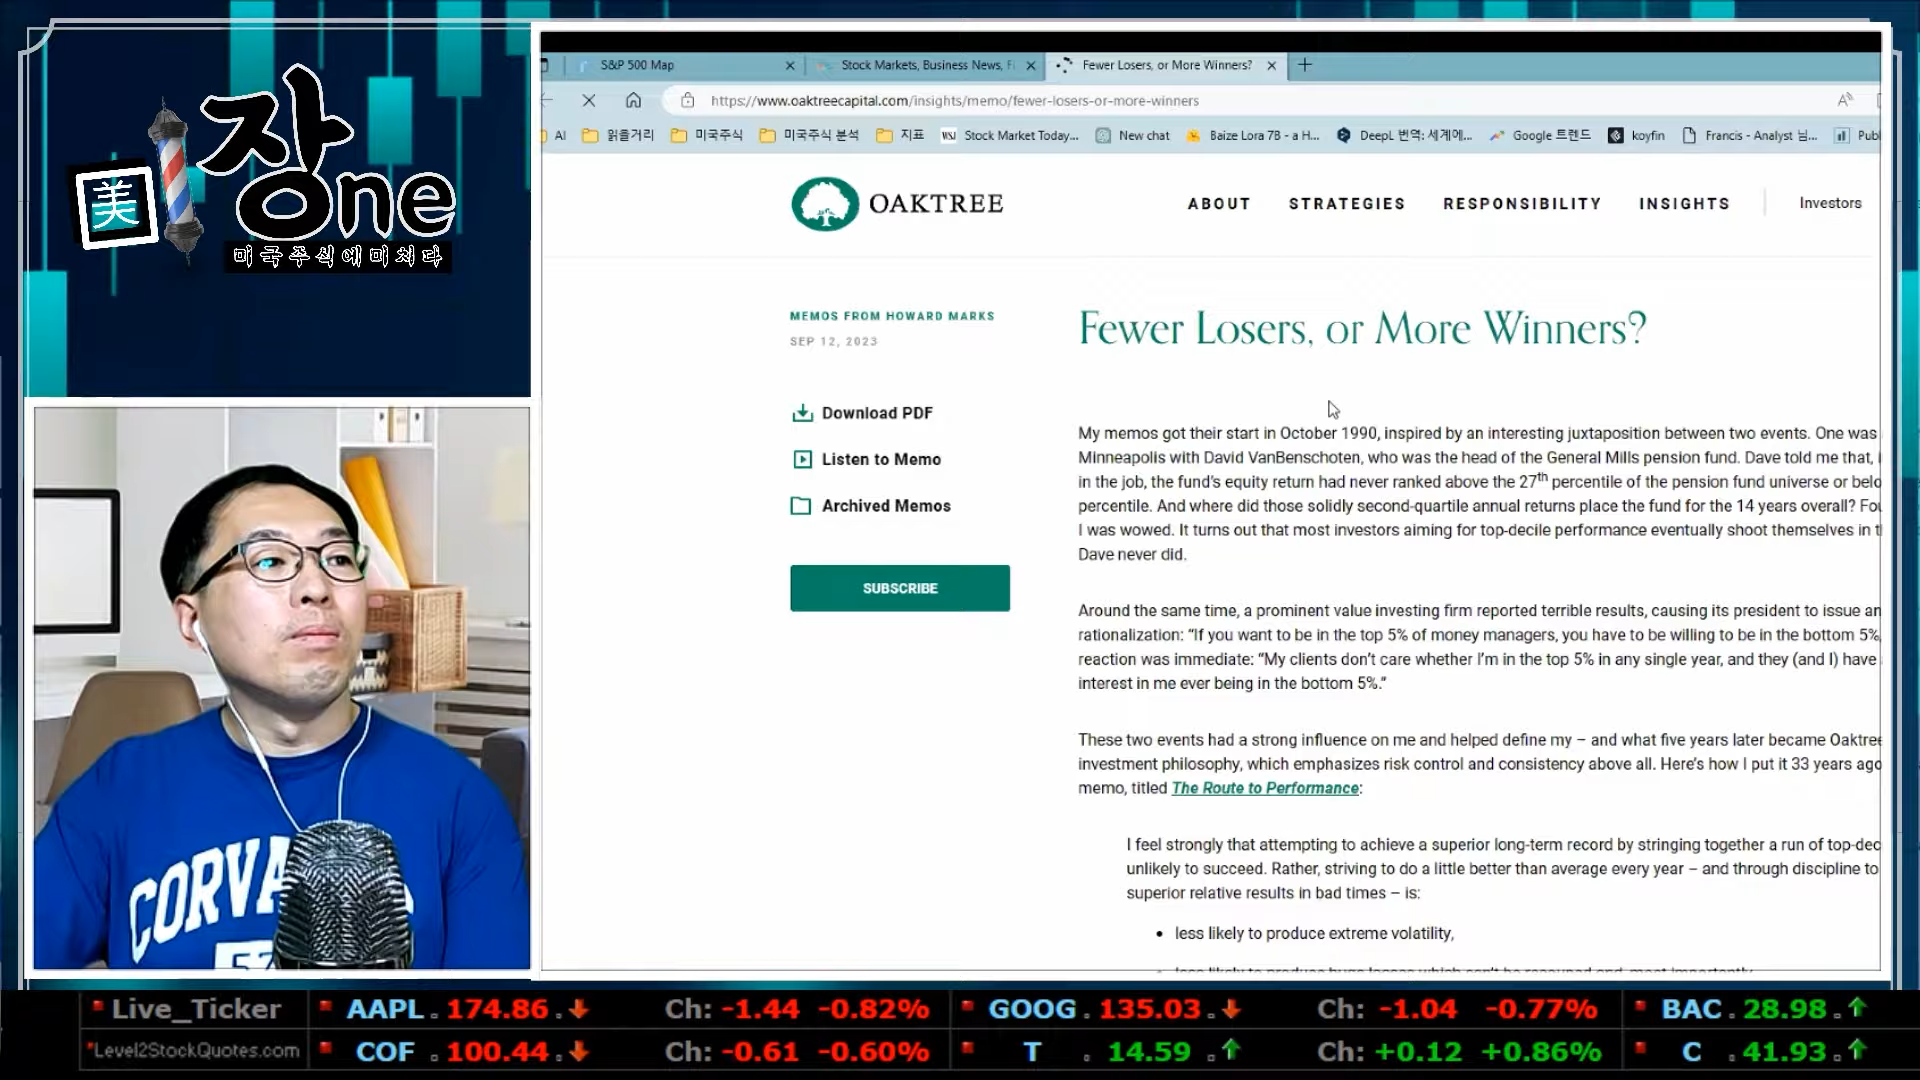 美
장one
미국주식에미치다
S&P 500 Map
Stock Markets, Business News, Fi
Fewer Losers, or More Winners?
https://www.oaktreecapital.com/insights/memo/fewer-losers-or-more-winners
AI
읽을거리
미국주식
미국주식 분석
지표
WSJ Stock Market Today...
New chat
Baize Lora 7B - a H...
DeepL 번역: 세계에...
Google 트렌드
koyfin
Francis - Analyst 님...
Pub
OAKTREE
ABOUT
STRATEGIES
RESPONSIBILITY
INSIGHTS
Investors
MEMOS FROM HOWARD MARKS
SEP 12, 2023
Download PDF
Listen to Memo
Archived Memos
SUBSCRIBE
Fewer Losers, or More Winners?
My memos got their start in October 1990, inspired by an interesting juxtaposition between two events. One was
Minneapolis with David VanBenschoten, who was the head of the General Mills pension fund. Dave told me that,
in the job, the fund's equity return had never ranked above the 27th percentile of the pension fund universe or belo
percentile. And where did those solidly second-quartile annual returns place the fund for the 14 years overall? Fou
I was wowed. It turns out that most investors aiming for top-decile performance eventually shoot themselves in t
Dave never did.
Around the same time, a prominent value investing firm reported terrible results, causing its president to issue an
rationalization: “If you want to be in the top 5% of money managers, you have to be willing to be in the bottom 5%,
reaction was immediate: “My clients don't care whether I'm in the top 5% in any single year, and they (and I) have
interest in me ever being in the bottom 5%.”
These two events had a strong influence on me and helped define my – and what five years later became Oaktree
investment philosophy, which emphasizes risk control and consistency above all. Here's how I put it 33 years ago
memo, titled The Route to Performance:
I feel strongly that attempting to achieve a superior long-term record by stringing together a run of top-dec
unlikely to succeed. Rather, striving to do a little better than average every year – and through discipline to
superior relative results in bad times – is:
• less likely to produce extreme volatility,
CORVA
Live_Ticker AAPL 174.86 Ch: -1.44 -0.82% GOOG 135.03 Ch: -1.04 -0.77% BAC 28.98
*Level2StockQuotes.com COF 100.44 Ch: -0.61 -0.60% T 14.59 Ch: +0.12 +0.86% C 41.93